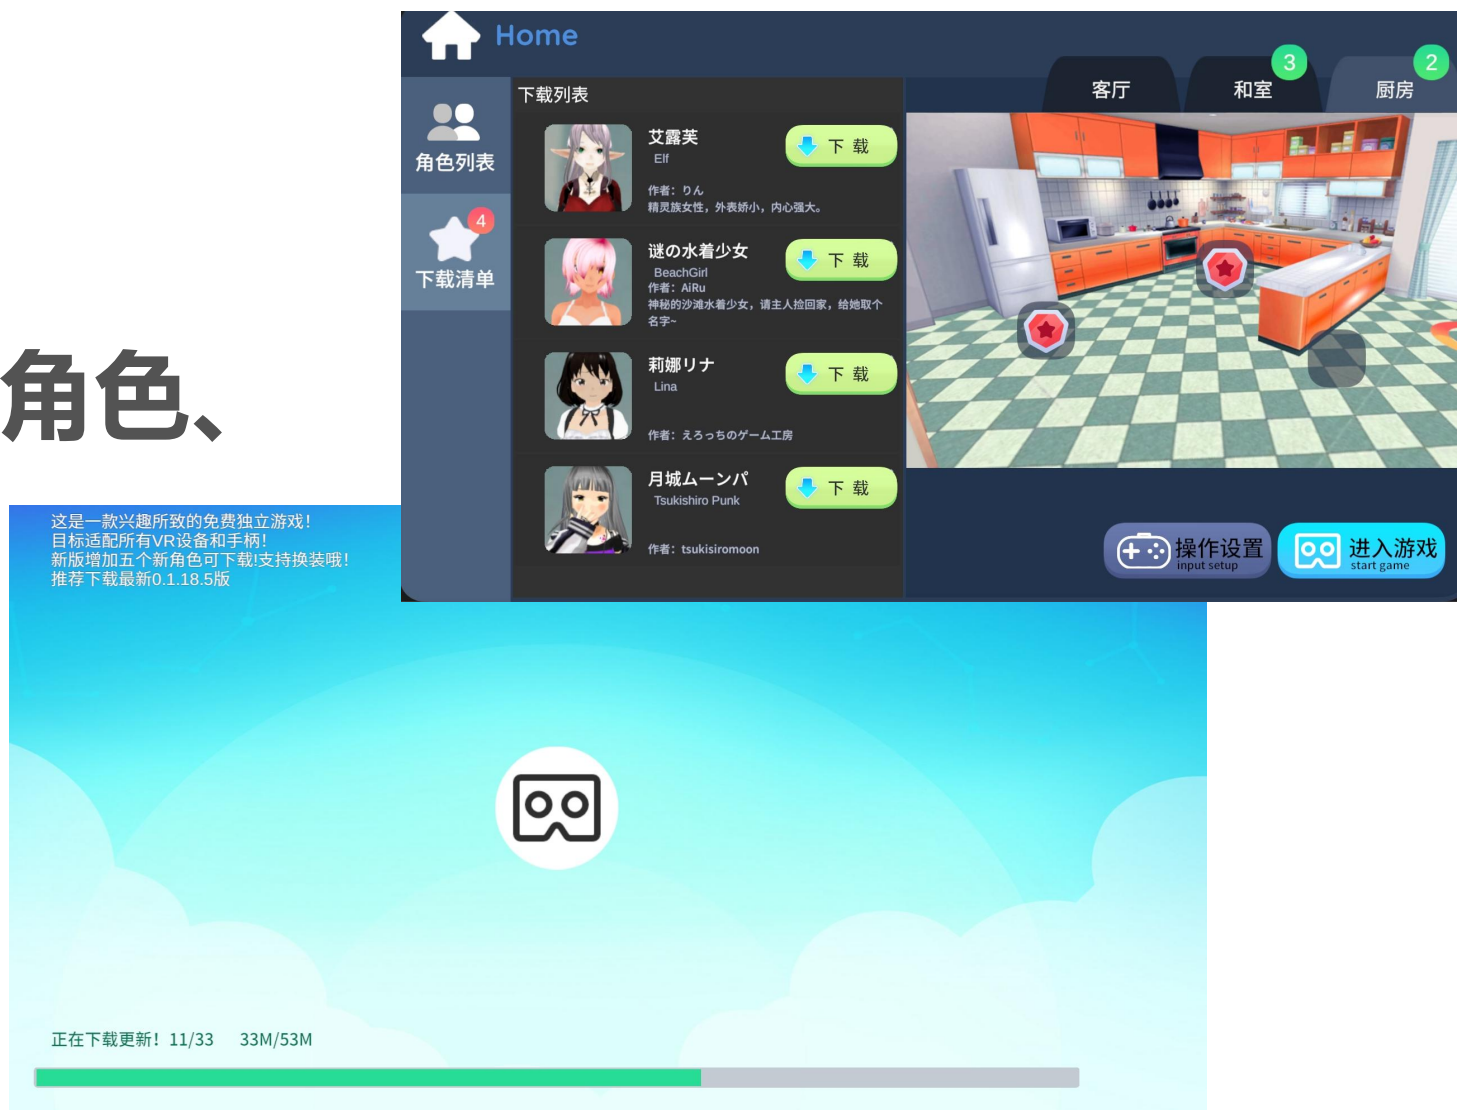 Home
客厅
3
和室
2
厨房
角色列表
4
下载清单
下载列表
艾露芙
Elf
下 载
作者：りん
精灵族女性，外表娇小，内心强大。
谜の水着少女
BeachGirl
下 载
作者：AiRu
神秘的沙滩水着少女，请主人捡回家，给她取个
名字~
莉娜リナ
Lina
下 载
作者：えろっちのゲーム工房
月城ムーンパ
Tsukishiro Punk
下 载
作者：tsukisiromoon
操作设置
input setup
进入游戏
start game
角色、
这是一款兴趣所致的免费独立游戏！
目标适配所有VR设备和手柄！
新版增加五个新角色可下载!支持换装哦！
推荐下载最新0.1.18.5版
正在下载更新！11/33 33M/53M